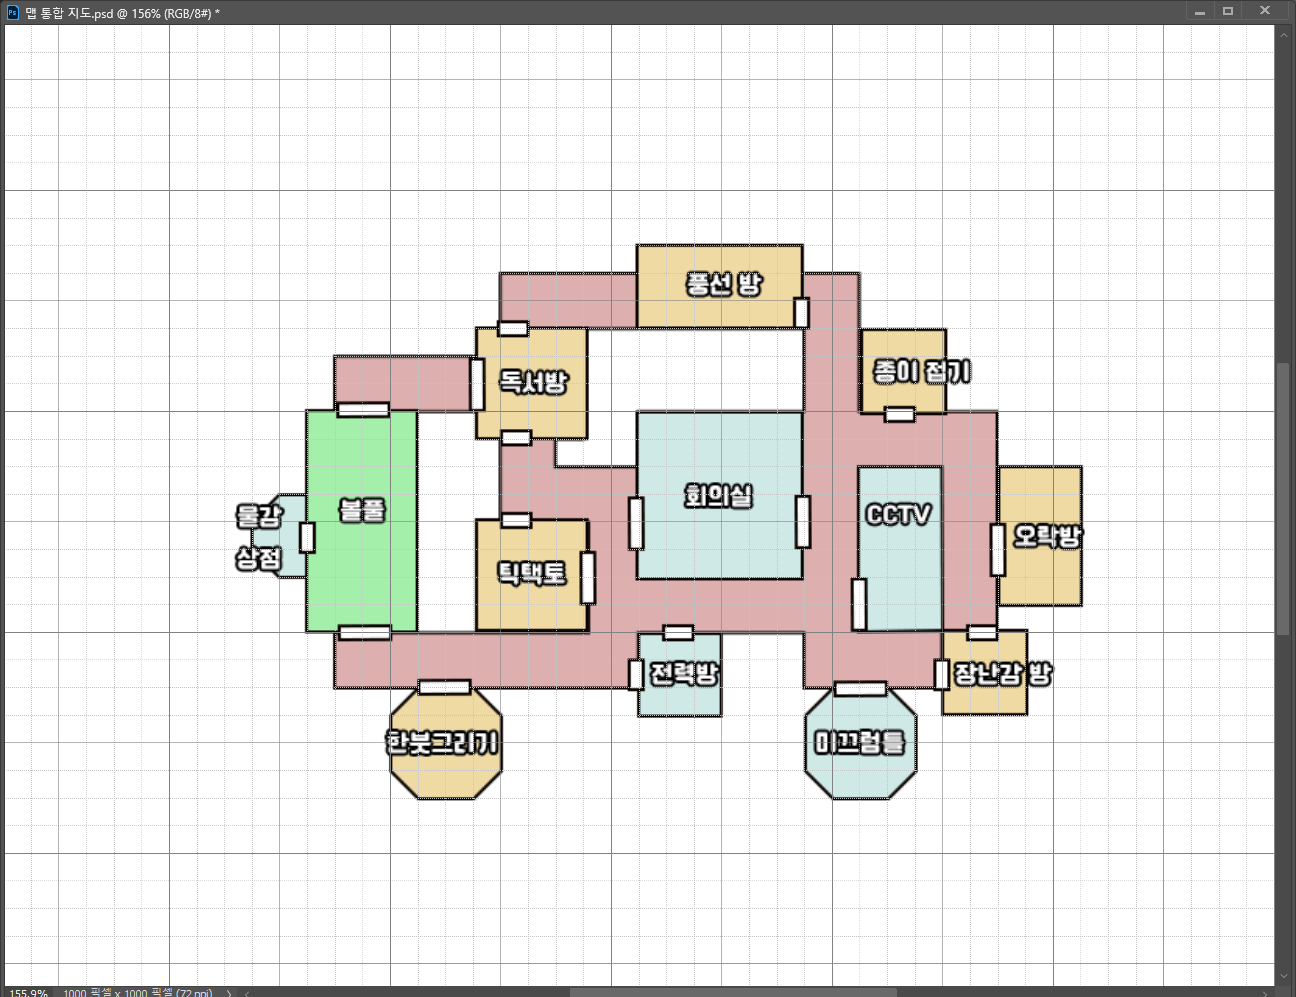 Ps 맵 통합 지도.psd @ 156% (RGB/8#) *
풍선 방
종이 접기
독서방
회의실
볼풀
물감
상점
CCTV
오락방
틱택토
전력방
장난감 방
한붓그리기
미끄럼틀
155.9% 1000 픽셀 x 1000 픽셀 (72 ppi)